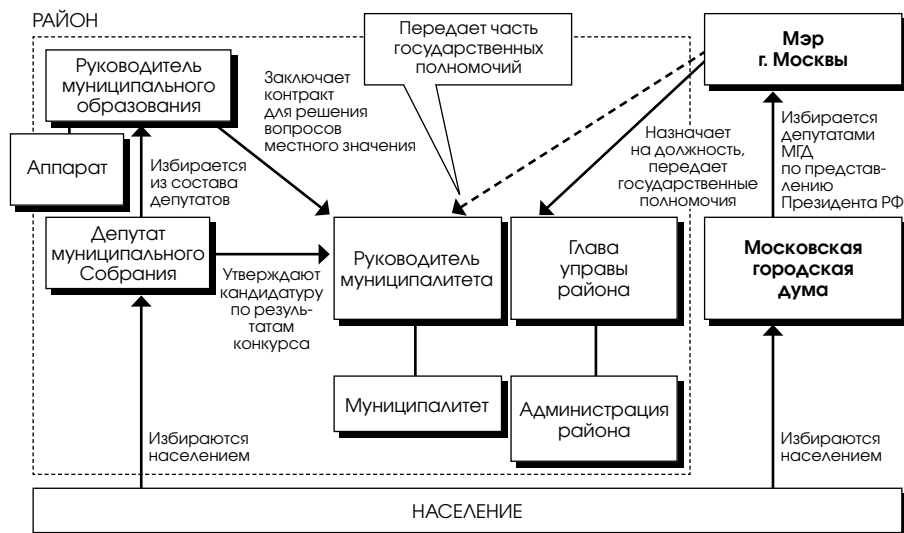 РАЙОН
Руководитель
муниципального
образования
Аппарат
Избирается
из состава
депутатов
Заключает
контракт
для решения
вопросов
местного значения
Передает часть
государственных
полномочий
Мэр
г. Москвы
Назначает
на должность,
передает
государственные
полномочия
Избирается
депутатами
МГД
по представ-
лению
Президента РФ
Депутат
муниципального
Собрания
Утверждают
кандидатуру
по резуль-
татам
конкурса
Руководитель
муниципалитета
Глава
управы
района
Московская
городская
дума
Муниципалитет
Администрация
района
Избираются
населением
Избираются
населением
НАСЕЛЕНИЕ